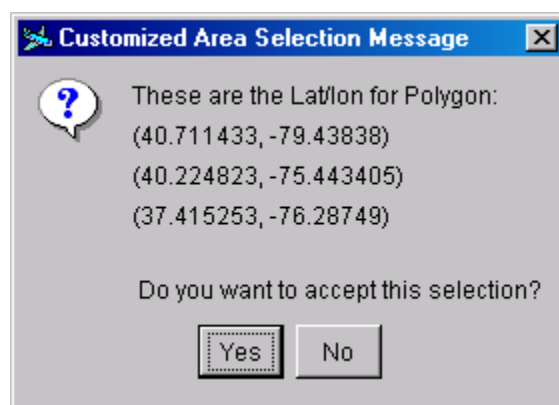 Customized Area Selection Message
These are the Lat/lon for Polygon:
(40.711433, -79.43838)
(40.224823, -75.443405)
(37.415253, -76.28749)
Do you want to accept this selection?
Yes No